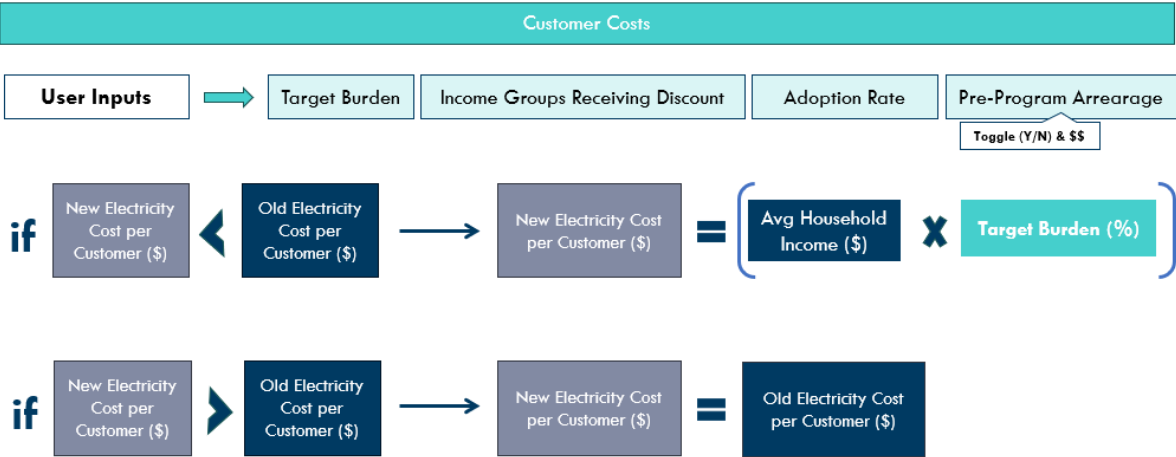 Customer Costs
User Inputs
Target Burden
Income Groups Receiving Discount
Adoption Rate
Pre-Program Arrearage
Toggle (Y/N) & $$
if
New Electricity
Cost per
Customer ($)
<
Old Electricity
Cost per
Customer ($)
New Electricity Cost
per Customer ($)
=
(
Avg Household
Income ($)
x
Target Burden (%)
)
if
New Electricity
Cost per
Customer ($)
>
Old Electricity
Cost per
Customer ($)
New Electricity Cost
per Customer ($)
=
Old Electricity Cost
per Customer ($)